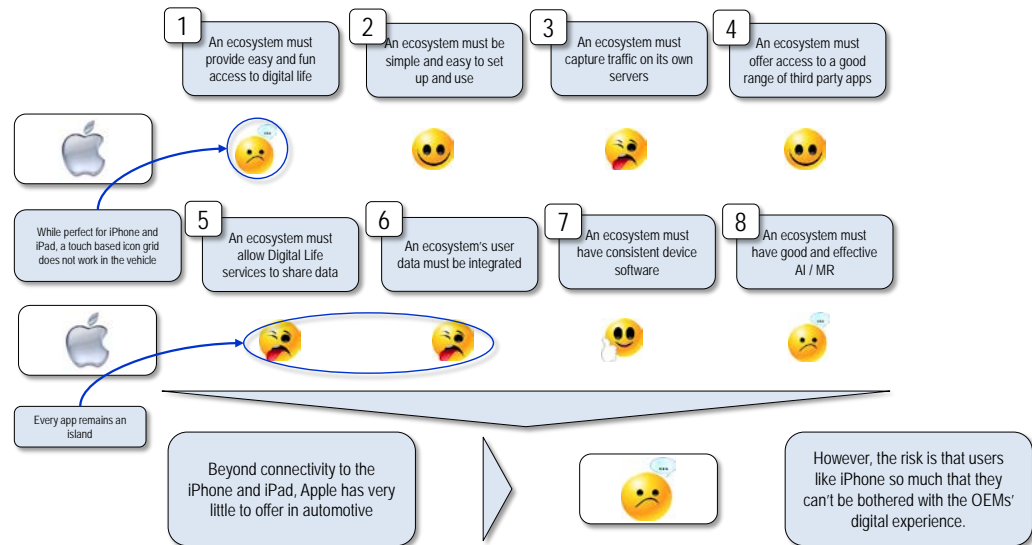 1
An ecosystem must
provide easy and fun
access to digital life
2
An ecosystem must be
simple and easy to set
up and use
3
An ecosystem must
capture traffic on its own
servers
4
An ecosystem must
offer access to a good
range of third party apps
While perfect for iPhone and
iPad, a touch based icon grid
does not work in the vehicle
5
An ecosystem must
allow Digital Life
services to share data
6
An ecosystem's user
data must be integrated
7
An ecosystem must
have consistent device
software
8
An ecosystem must
have good and effective
AI / MR
Every app remains an
island
Beyond connectivity to the
iPhone and iPad, Apple has very
little to offer in automotive
However, the risk is that users
like iPhone so much that they
can't be bothered with the OEMs'
digital experience.